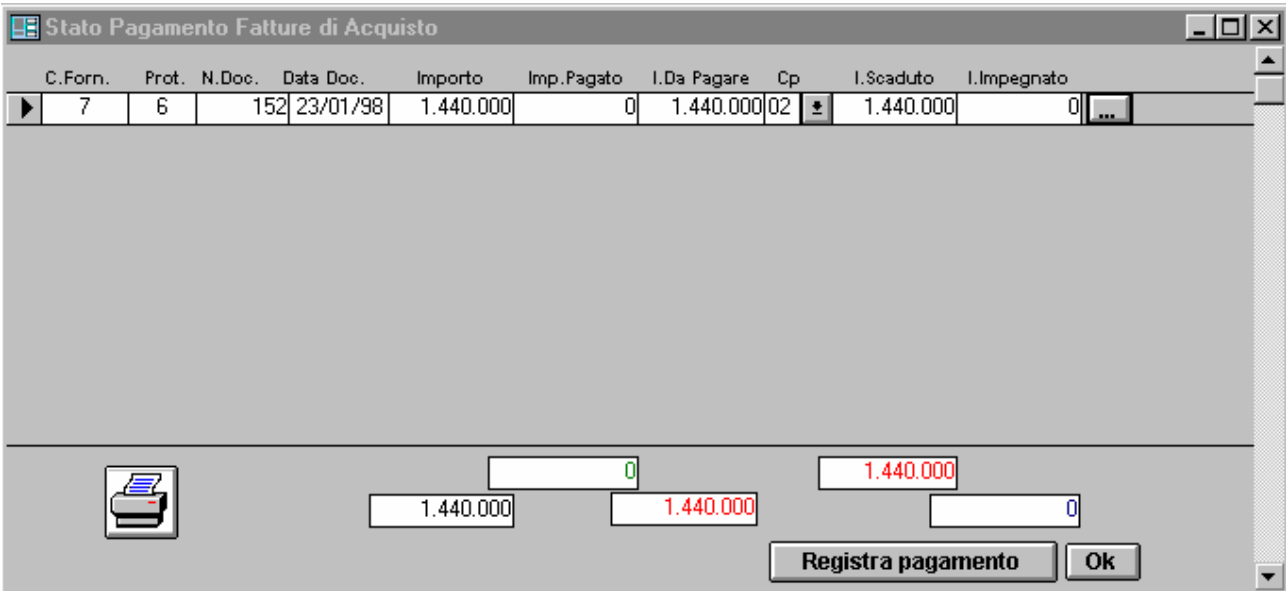 Stato Pagamento Fatture di Acquisto
C.Forn. Prot. N.Doc. Data Doc. Importo Imp.Pagato I.Da Pagare Cp I.Scaduto I.Impegnato
7 6 152 23/01/98 1.440.000 0 1.440.000 02 1.440.000 0 ...
0 1.440.000
1.440.000 1.440.000 0
Registra pagamento Ok